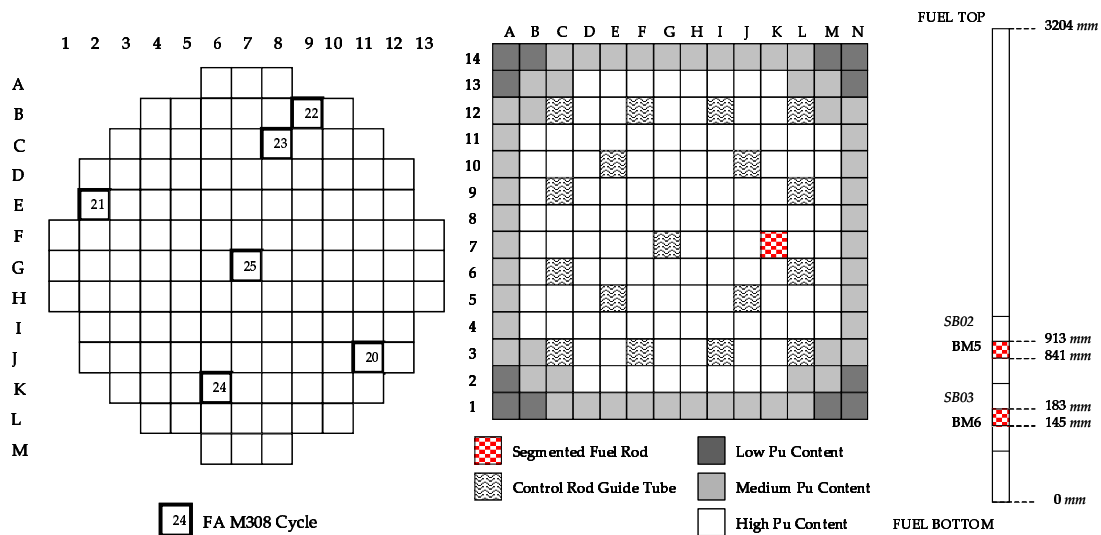 1 2 3 4 5 6 7 8 9 10 11 12 13
A
B 22
C 23
D
E 21
F
G 25
H
I
J 20
K 24
L
M
24 FA M308 Cycle
A B C D E F G H I J K L M N
14
13
12
11
10
9
8
7
6
5
4
3
2
1
Segmented Fuel Rod
Control Rod Guide Tube
Low Pu Content
Medium Pu Content
High Pu Content
FUEL TOP
3204 mm
SB02
913 mm
BM5
841 mm
SB03
183 mm
BM6
145 mm
0 mm
FUEL BOTTOM